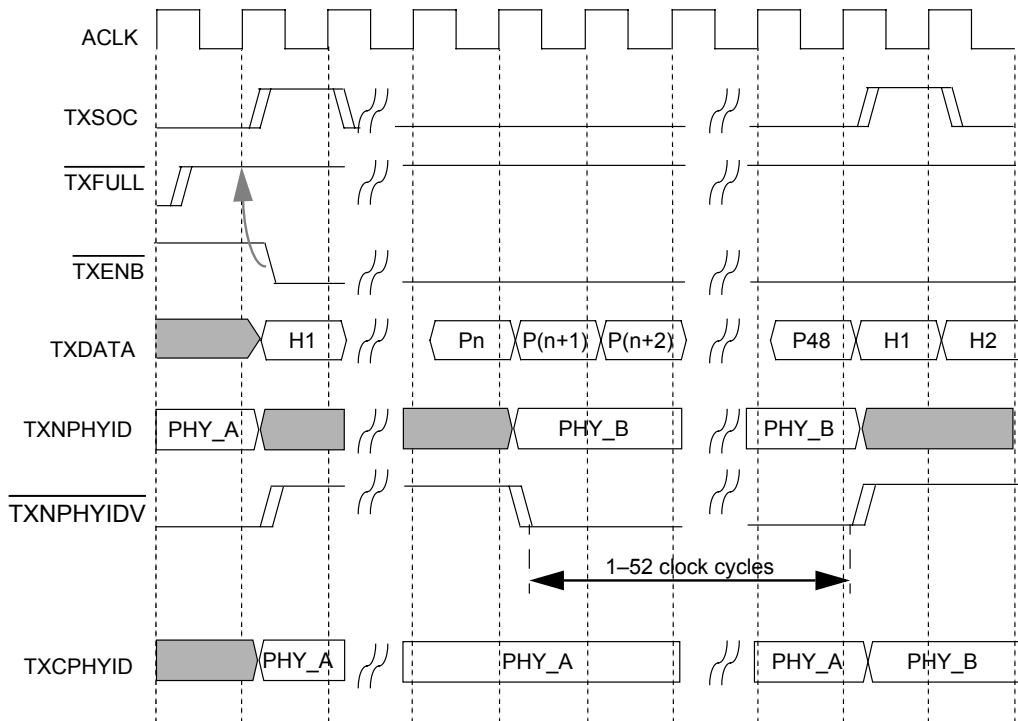 ACLK
TXSOC
TXFULL
TXENB
TXDATA H1 Pn P(n+1) P(n+2) P48 H1 H2
TXNPHYID PHY_A PHY_B PHY_B
TXNPHYIDV
1–52 clock cycles
TXCPHYID PHY_A PHY_A PHY_A PHY_B